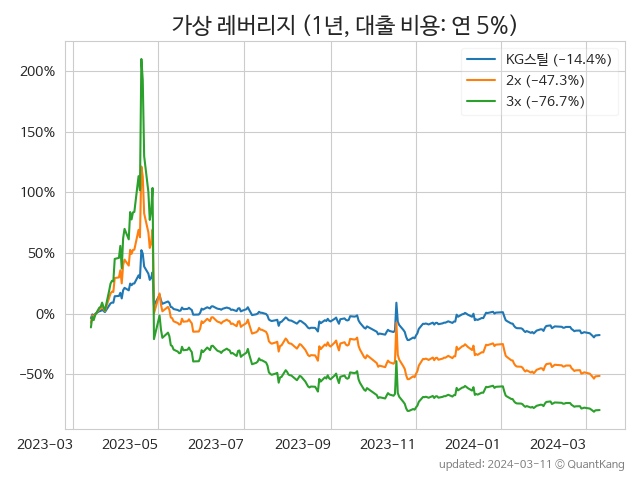 가상 레버리지 (1년, 대출 비용: 연 5%)
KG스틸 (−14.4%)
2x (−47.3%)
3x (−76.7%)
200%
150%
100%
50%
0%
−50%
2023-03 2023-05 2023-07 2023-09 2023-11 2024-01 2024-03
updated: 2024-03-11 © QuantKang